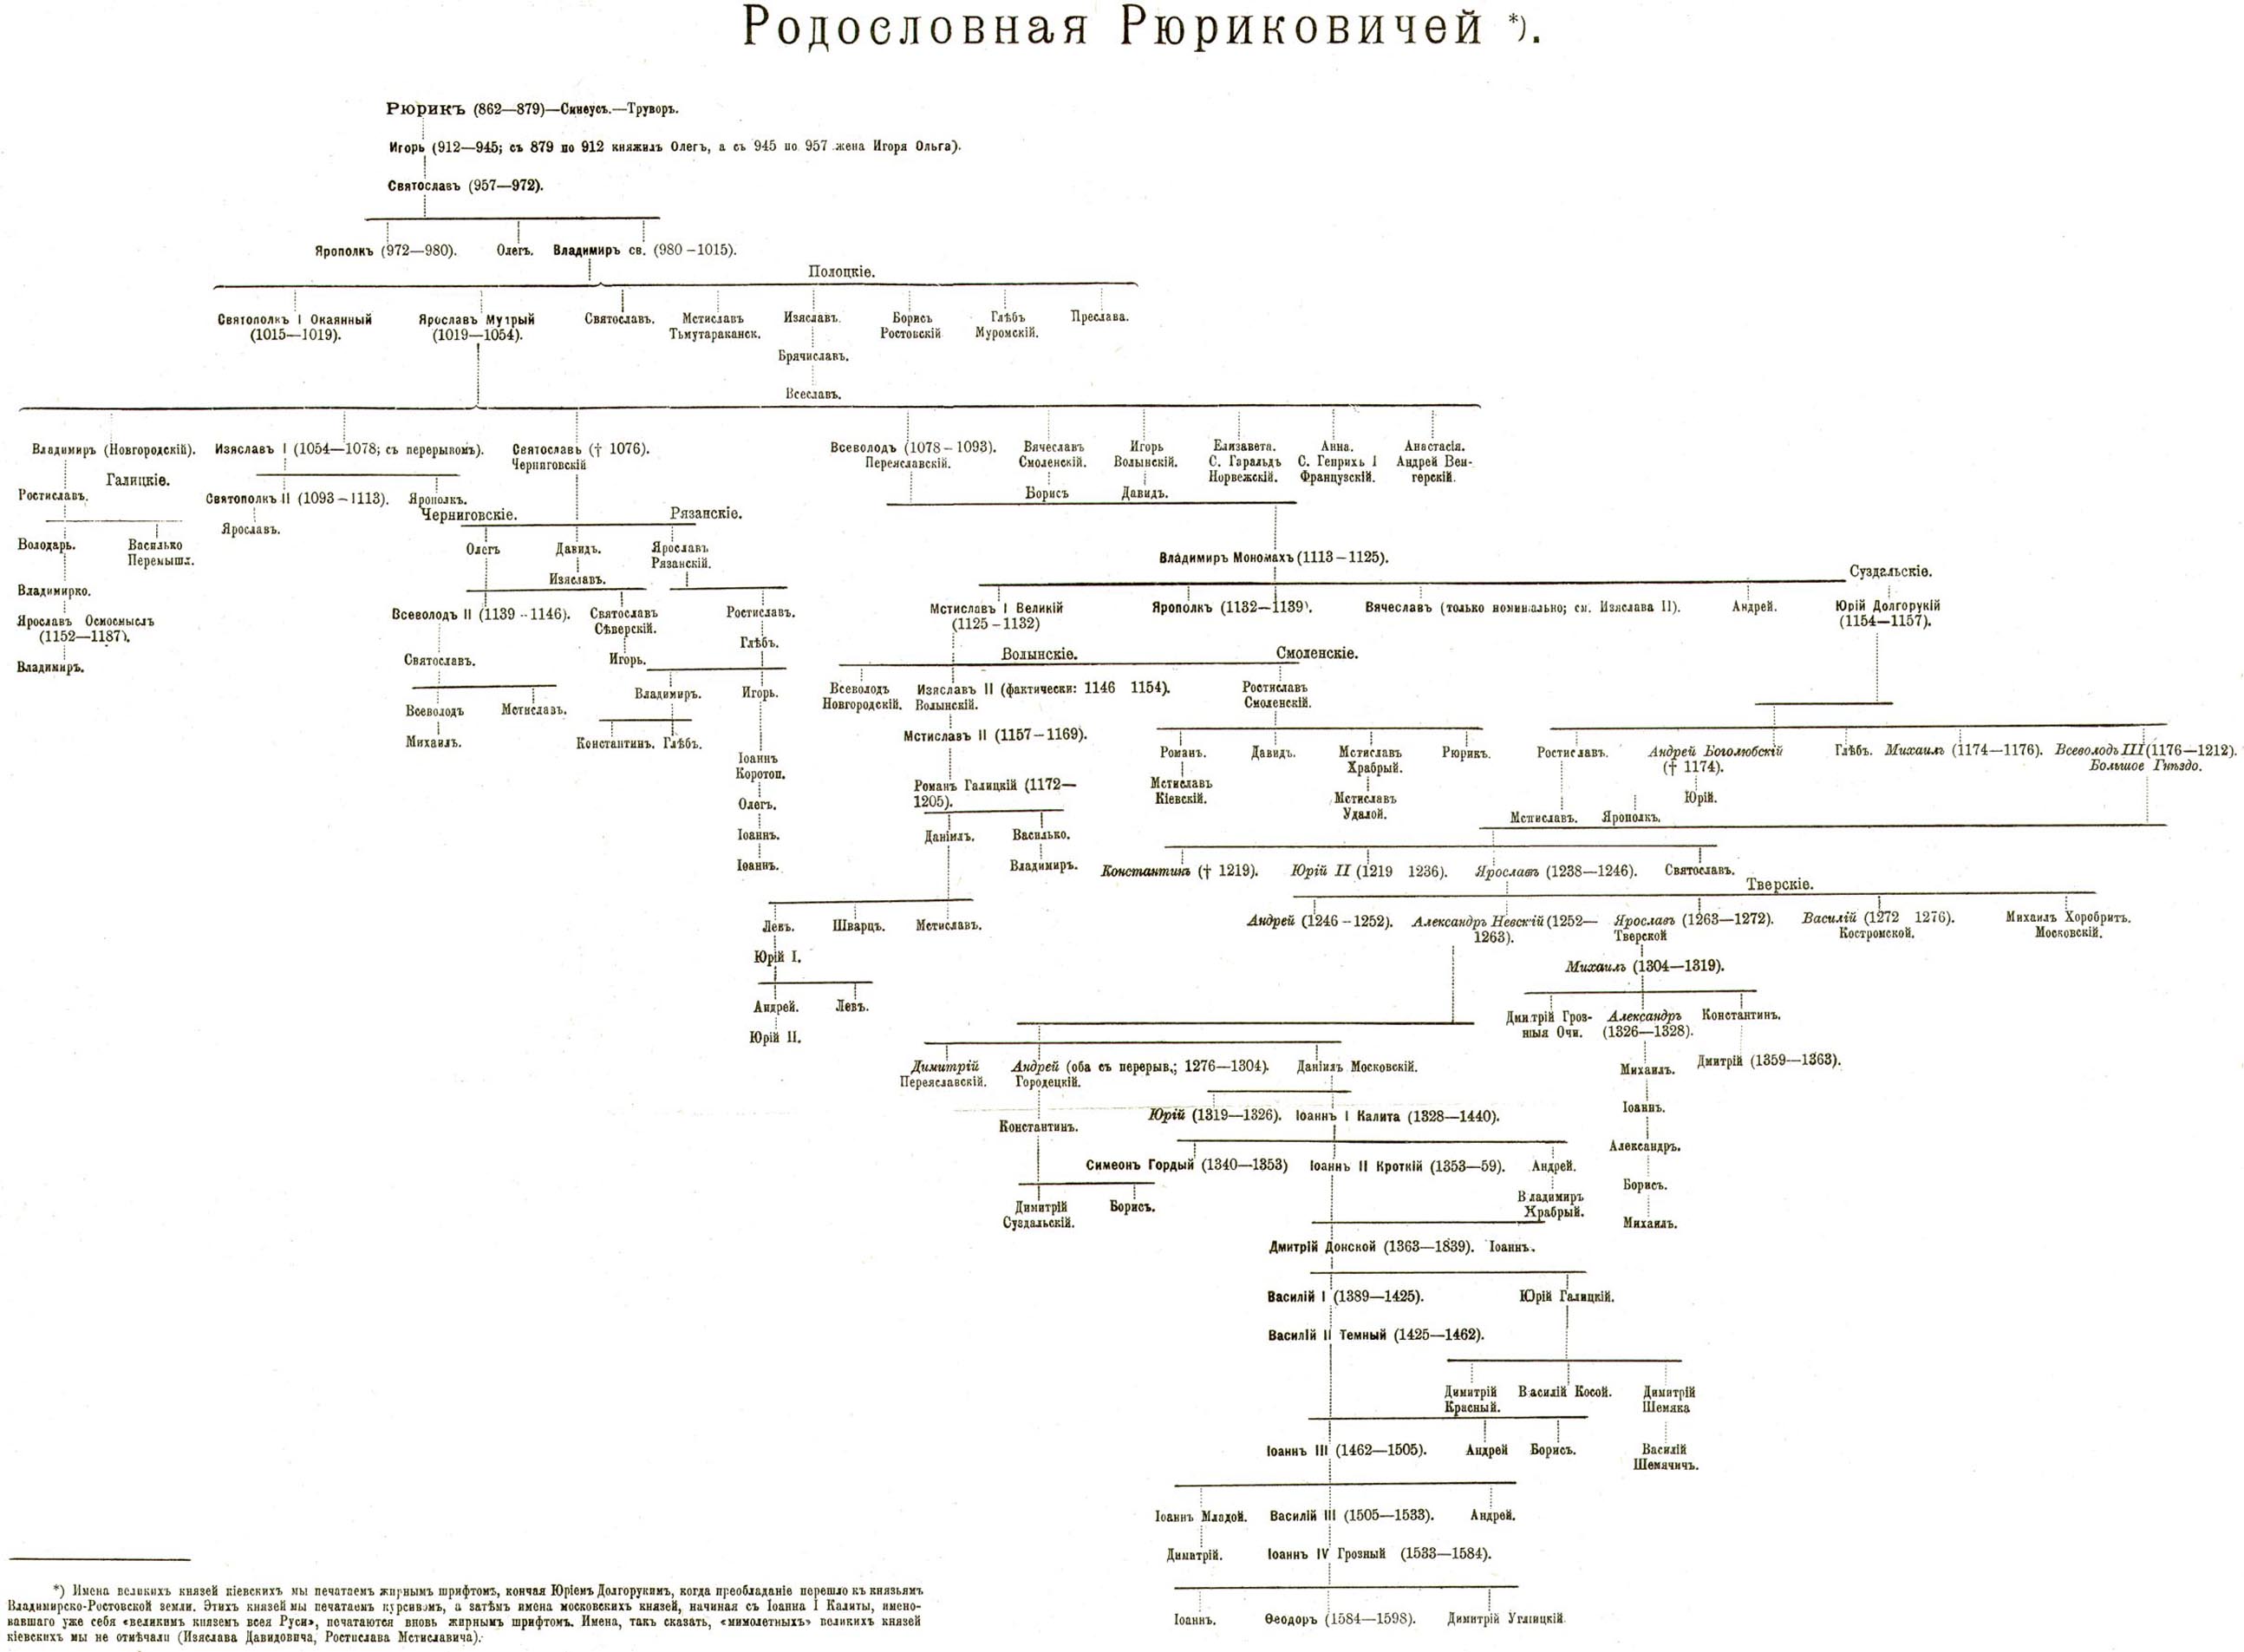 Родословная Рюриковичей *).
Рюрикъ (862—879)—Синеусъ.—Труворъ.
Игорь (912—945; съ 879 по 912 княжилъ Олегъ, а съ 945 по 957 жена Игоря Ольга).
Святославъ (957—972).
Ярополкъ (972—980). Олегъ. Владимиръ св. (980–1015).
Полоцкіе.
Святополкъ I Окаянный Ярославъ Мудрый Святославъ. Мстиславъ Изяславъ. Борисъ Глѣбъ Преслава.
(1015—1019). (1019—1054). Тьмутараканск. Ростовскій Муромскій.
Брячиславъ.
Всеславъ.
Владимиръ (Новгородскій). Изяславъ I (1054—1078; съ перерывомъ). Святославъ († 1076). Всеволодъ (1078–1093). Вячеславъ Игорь Елизавета. Анна. Анастасія.
Черниговскій Переяславскій. Смоленскій. Волынскій. С. Гаральдъ С. Генрихъ I Андрей Вен-
Норвежскій. Французскій. герскій.
Галицкіе.
Ростиславъ. Святополкъ II (1093–1113). Ярополкъ. Борисъ Давидъ.
Черниговскіе. Рязанскіе.
Ярославъ.
Володарь. Василько Олегъ Давидъ. Ярославъ
Перемышл. Рязанскій.
Владимиръ Мономахъ (1113–1125).
Изяславъ. Суздальскіе.
Владимирко.
Всеволодъ II (1139–1146). Святославъ Ростиславъ. Мстиславъ I Великій Ярополкъ (1132—1139). Вячеславъ (только номинально; см. Изяслава II). Андрей. Юрій Долгорукій
Ярославъ Осмосмыслъ Сѣверскій. (1125–1132) (1154—1157).
(1152—1187).
Глѣбъ.
Волынскіе. Смоленскіе.
Владимиръ. Святославъ. Игорь.
Владимиръ. Игорь. Всеволодъ Изяславъ II (фактически: 1146 1154). Ростиславъ
Новгородскій. Волынскій. Смоленскій.
Всеволодъ Мстиславъ.
Михаилъ. Константинъ. Глѣбъ. Мстиславъ II (1157–1169).
Романъ. Давидъ. Мстиславъ Рюрикъ. Ростиславъ. Андрей Боголюбскій Глѣбъ. Михаилъ (1174—1176). Всеволодъ III (1176—1212).
Храбрый. († 1174). Большое Гнѣздо.
Іоаннъ
Коротоп.
Романъ Галицкій (1172— Мстиславъ Мстиславъ Юрій.
1205). Кіевскій. Удалой.
Олегъ. Мстиславъ. Ярополкъ.
Іоаннъ. Даніилъ. Василько.
Іоаннъ. Владимиръ. Константинъ († 1219). Юрій II (1219 1236). Ярославъ (1238—1246). Святославъ.
Тверскіе.
Левъ. Шварцъ. Мстиславъ. Андрей (1246–1252). Александръ Невскій (1252— Ярославъ (1263—1272). Василій (1272 1276). Михаилъ Хоробритъ.
1263). Тверской Костромской. Московскій.
Юрій I. Михаилъ (1304—1319).
Андрей. Левъ. Дмитрій Гроз- Александръ Константинъ.
ныя Очи. (1326—1328).
Юрій II.
Димитрій Андрей (оба съ перерыв.; 1276—1304). Даніилъ Московскій. Михаилъ. Дмитрій (1359—1363).
Переяславскій. Городецкій.
Юрій (1319—1326). Іоаннъ I Калита (1328—1440). Іоаннъ.
Константинъ.
Александръ.
Симеонъ Гордый (1340—1353) Іоаннъ II Кроткій (1353—59). Андрей.
Борисъ.
Димитрій Борисъ. Владимиръ
Суздальскій. Храбрый. Михаилъ.
Дмитрій Донской (1363—1839). Іоаннъ.
Василій I (1389—1425). Юрій Галицкій.
Василій II Темный (1425—1462).
Димитрій Василій Косой. Димитрій
Красный. Шемяка
Іоаннъ III (1462—1505). Андрей Борисъ. Василій
Шемячичъ.
Іоаннъ Младой. Василій III (1505—1533). Андрей.
Димитрій. Іоаннъ IV Грозный (1533—1584).
Іоаннъ. Ѳеодоръ (1584—1598). Димитрій Углицкій
*) Имена великихъ князей кіевскихъ мы печатаемъ жирнымъ шрифтомъ, кончая Юріемъ Долгорукимъ, когда преобладаніе перешло къ князьямъ
Владимирско-Ростовской земли. Этихъ князей мы печатаемъ курсивомъ, а затѣмъ имена московскихъ князей, начиная съ Іоанна I Калиты, имено-
вавшаго уже себя «великимъ княземъ всея Руси», печатаются вновь жирнымъ шрифтомъ. Имена, такъ сказать, «мимолетныхъ» великихъ князей
кіевскихъ мы не отмѣчали (Изяслава Давидовича, Ростислава Мстиславича).